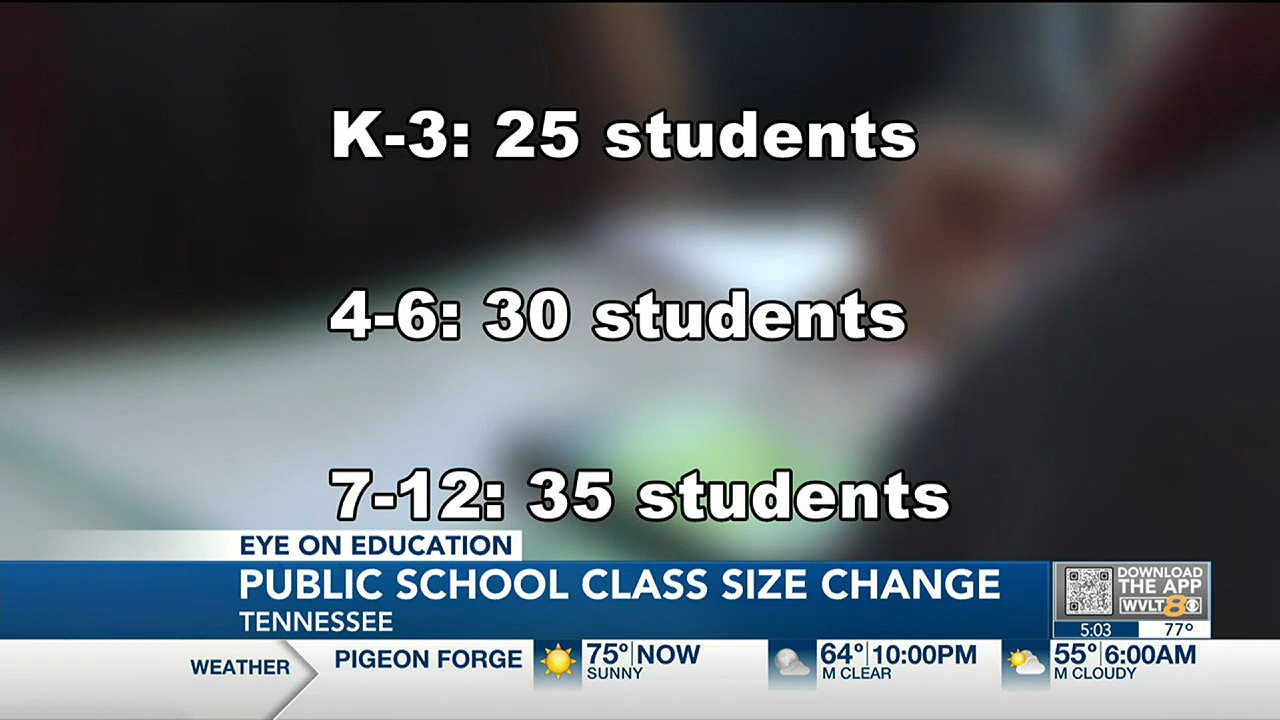 K-3: 25 students
4-6: 30 students
7-12: 35 students
EYE ON EDUCATION
PUBLIC SCHOOL CLASS SIZE CHANGE
TENNESSEE
DOWNLOAD
THE APP
WVLT8
5:03 77°
WEATHER
PIGEON FORGE
75° NOW
SUNNY
64° 10:00PM
M CLEAR
55° 6:00AM
M CLOUDY